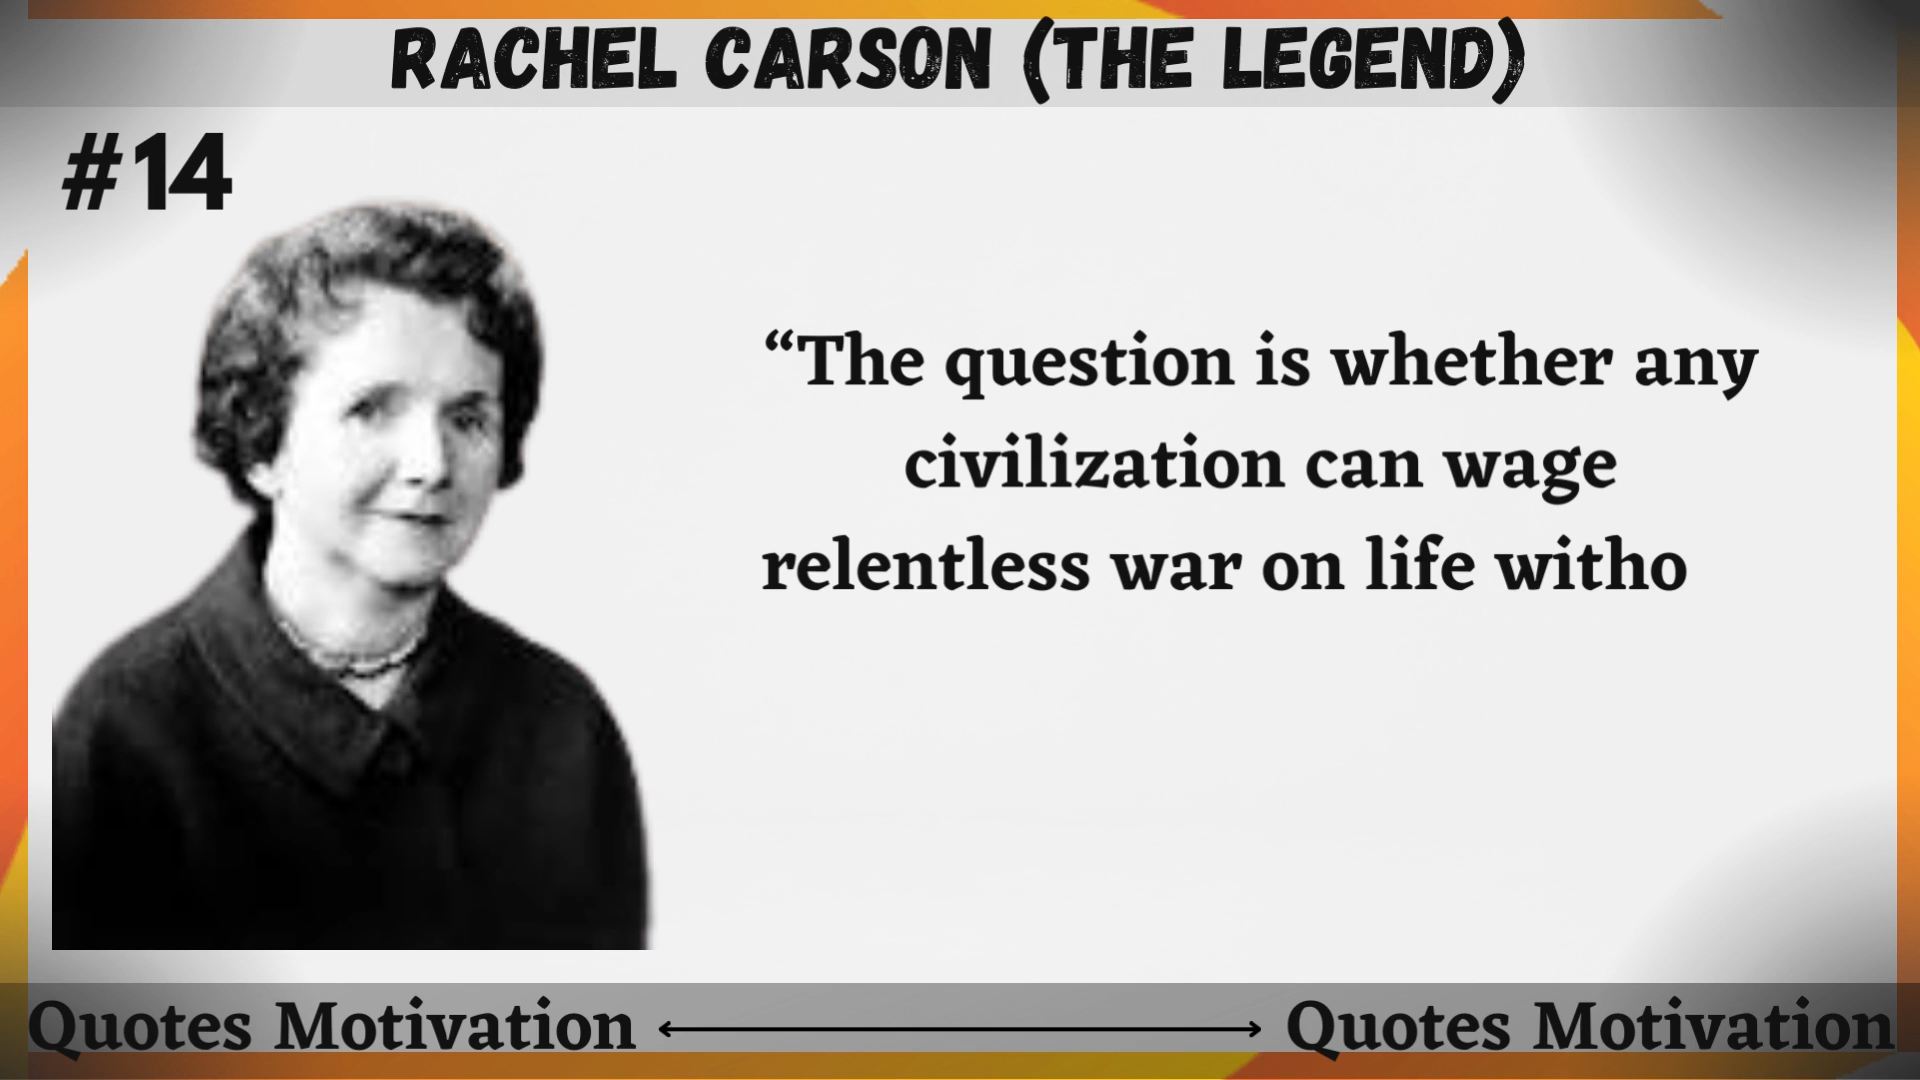 RACHEL CARSON (THE LEGEND)
#14
“The question is whether any
civilization can wage
relentless war on life witho
Quotes Motivation
Quotes Motivation